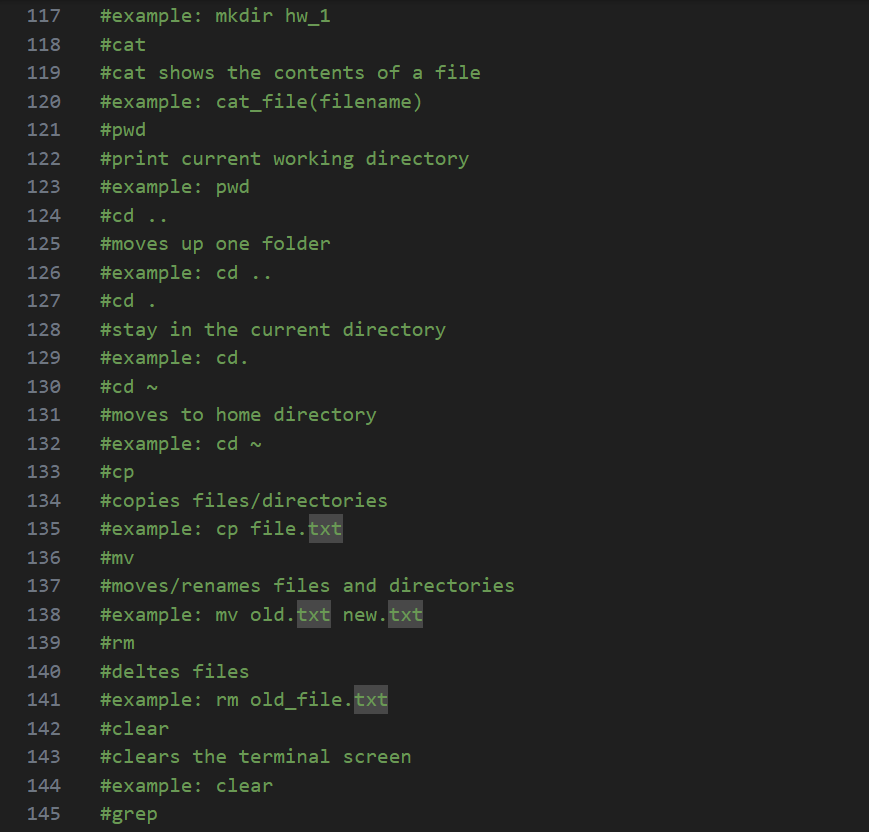 117 #example: mkdir hw_1
118 #cat
119 #cat shows the contents of a file
120 #example: cat_file(filename)
121 #pwd
122 #print current working directory
123 #example: pwd
124 #cd ..
125 #moves up one folder
126 #example: cd ..
127 #cd .
128 #stay in the current directory
129 #example: cd.
130 #cd ~
131 #moves to home directory
132 #example: cd ~
133 #cp
134 #copies files/directories
135 #example: cp file.txt
136 #mv
137 #moves/renames files and directories
138 #example: mv old.txt new.txt
139 #rm
140 #deltes files
141 #example: rm old_file.txt
142 #clear
143 #clears the terminal screen
144 #example: clear
145 #grep